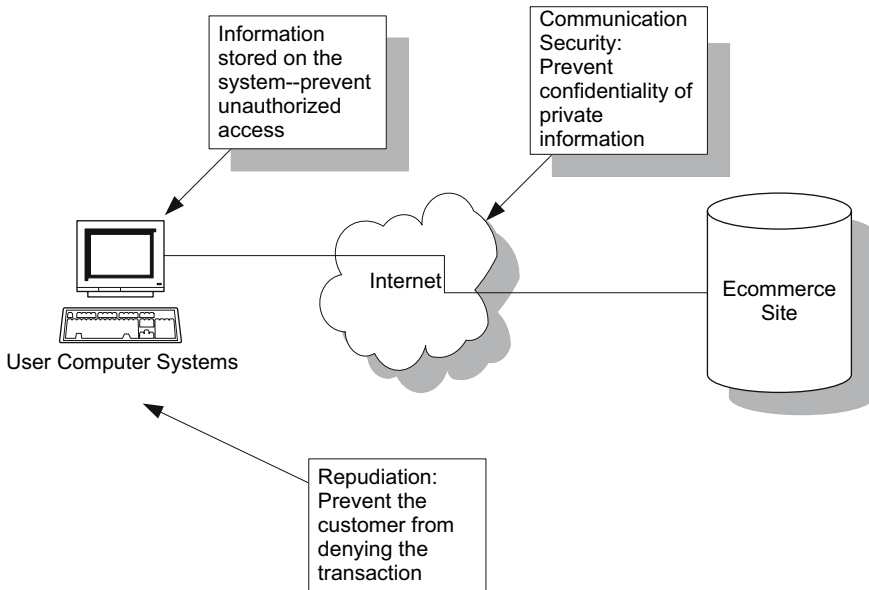 Information
stored on the
system--prevent
unauthorized
access
Communication
Security:
Prevent
confidentiality of
private
information
Internet
Ecommerce
Site
User Computer Systems
Repudiation:
Prevent the
customer from
denying the
transaction